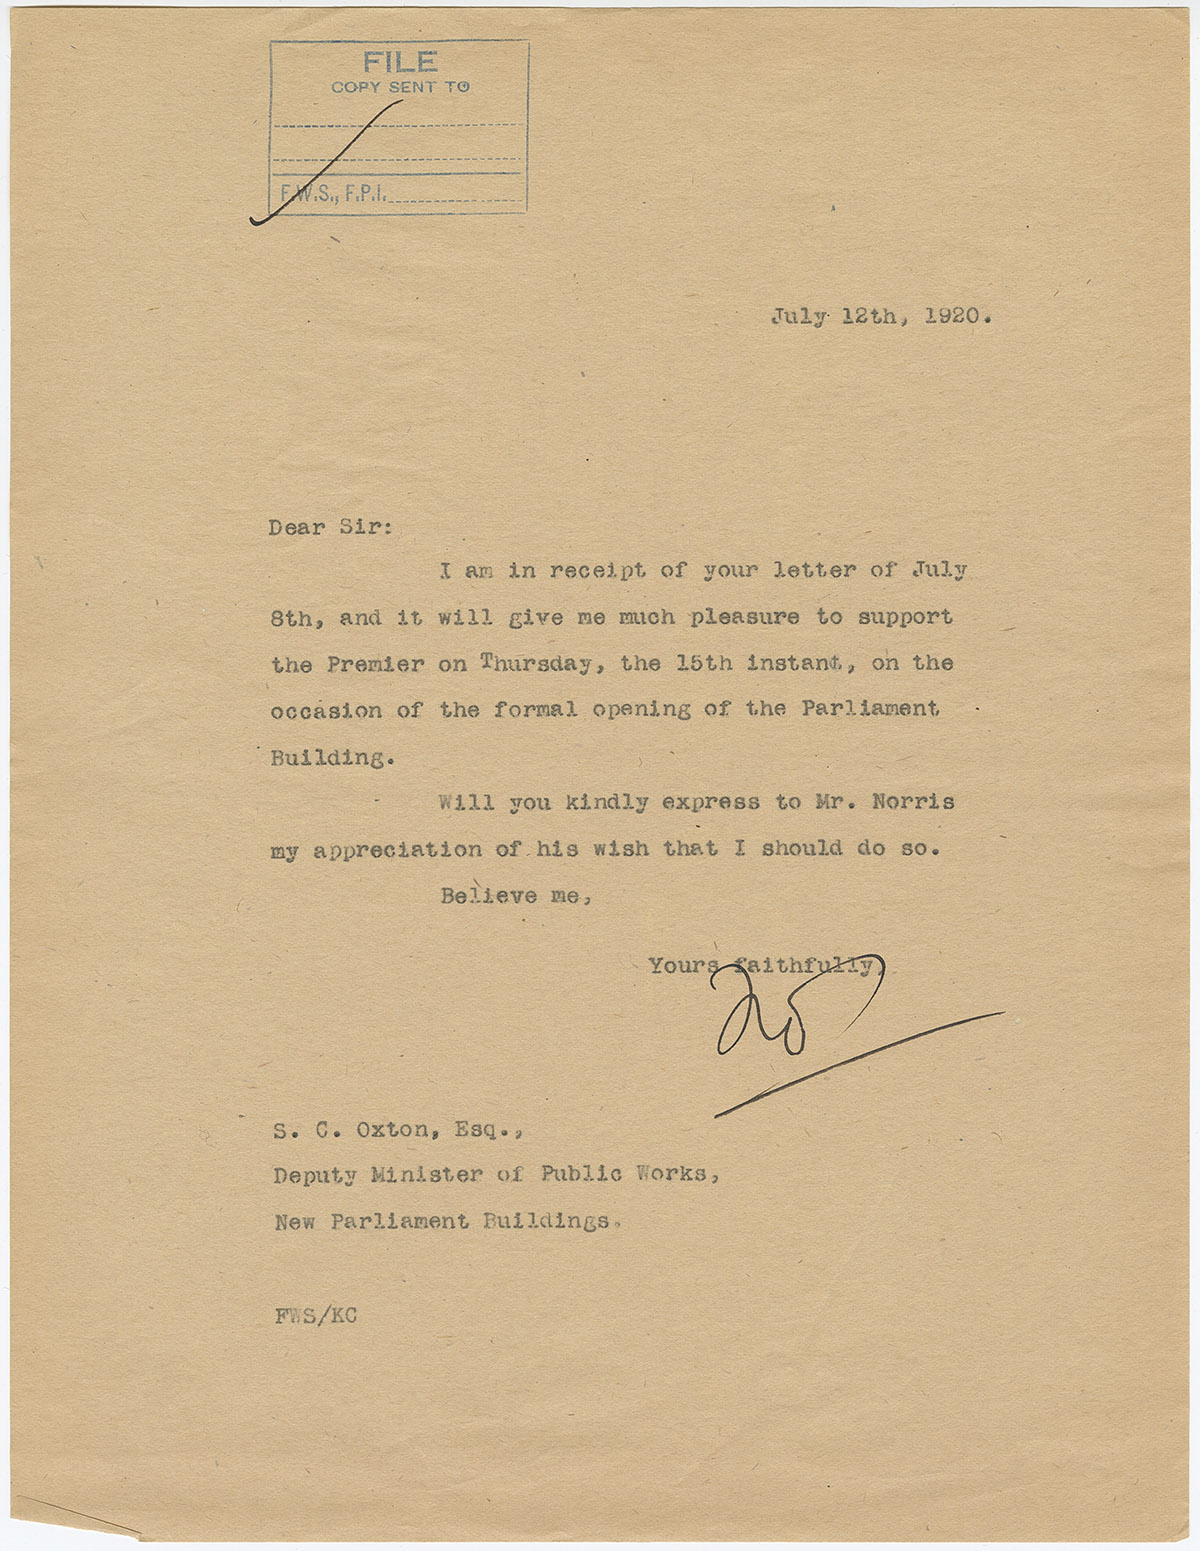 FILE
COPY SENT TO
F.W.S., F.P.I.
July 12th, 1920.
Dear Sir:
I am in receipt of your letter of July
8th, and it will give me much pleasure to support
the Premier on Thursday, the 15th instant, on the
occasion of the formal opening of the Parliament
Building.
Will you kindly express to Mr. Norris
my appreciation of his wish that I should do so.
Believe me,
Yours faithfully,
S. C. Oxton, Esq.,
Deputy Minister of Public Works,
New Parliament Buildings.
FWS/KC